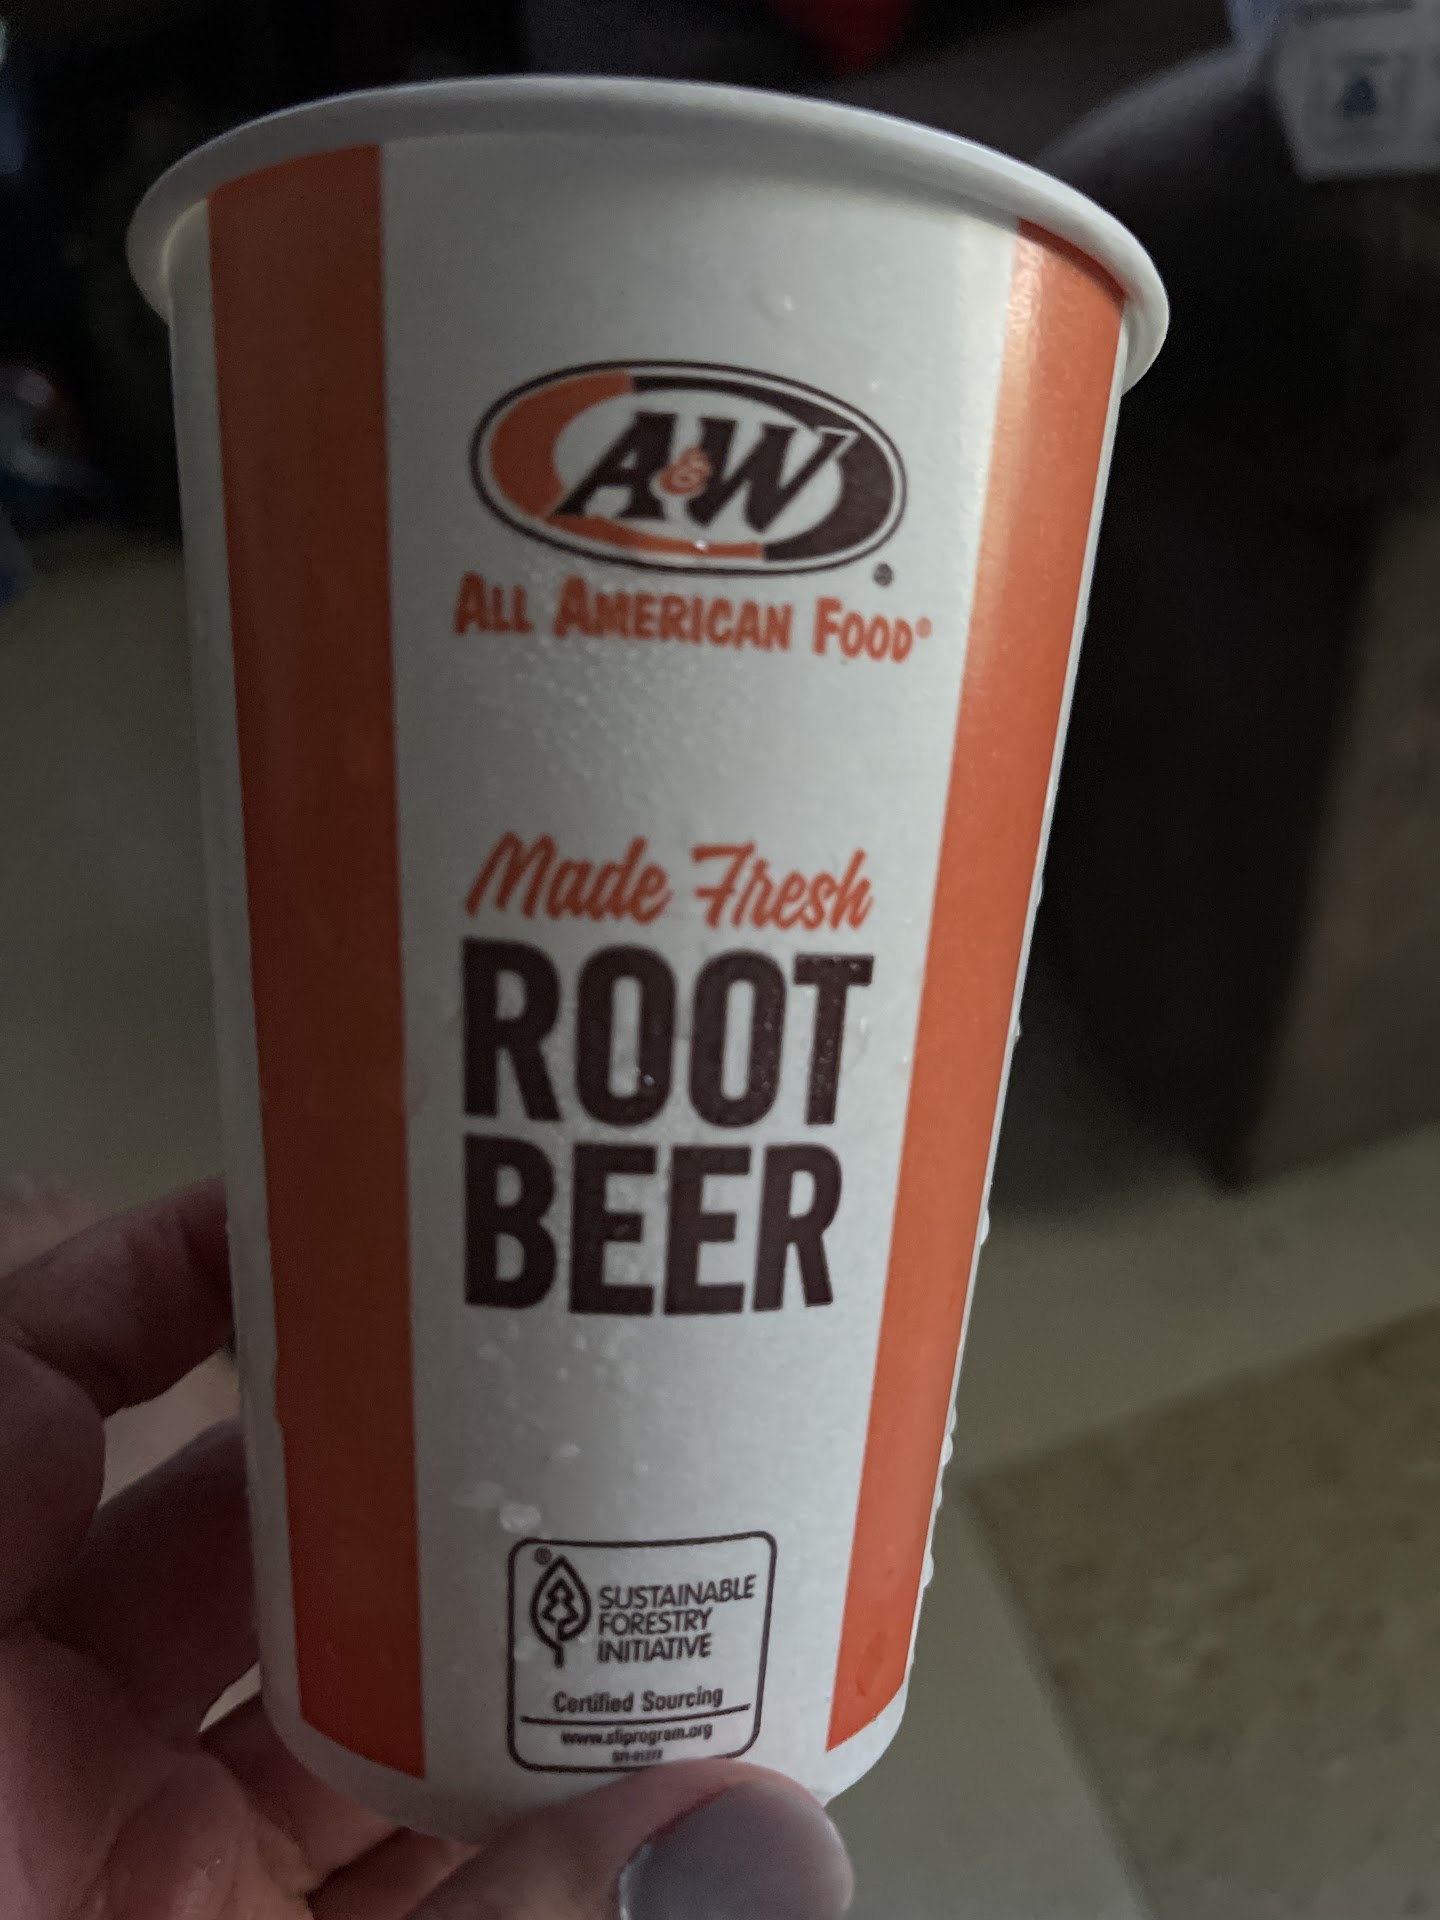 A&W
®
ALL AMERICAN FOOD®
Made Fresh
ROOT
BEER
®
SUSTAINABLE
FORESTRY
INITIATIVE
Certified Sourcing
www.sfiprogram.org